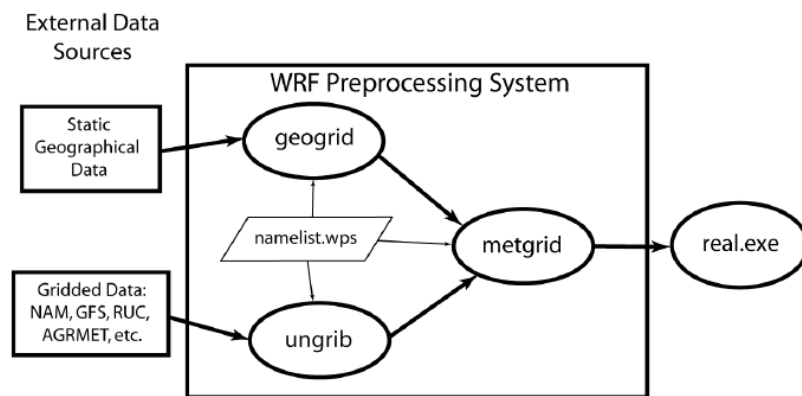 External Data
Sources
WRF Preprocessing System
Static
Geographical
Data
geogrid
namelist.wps
metgrid
real.exe
Gridded Data:
NAM, GFS, RUC,
AGRMET, etc.
ungrib